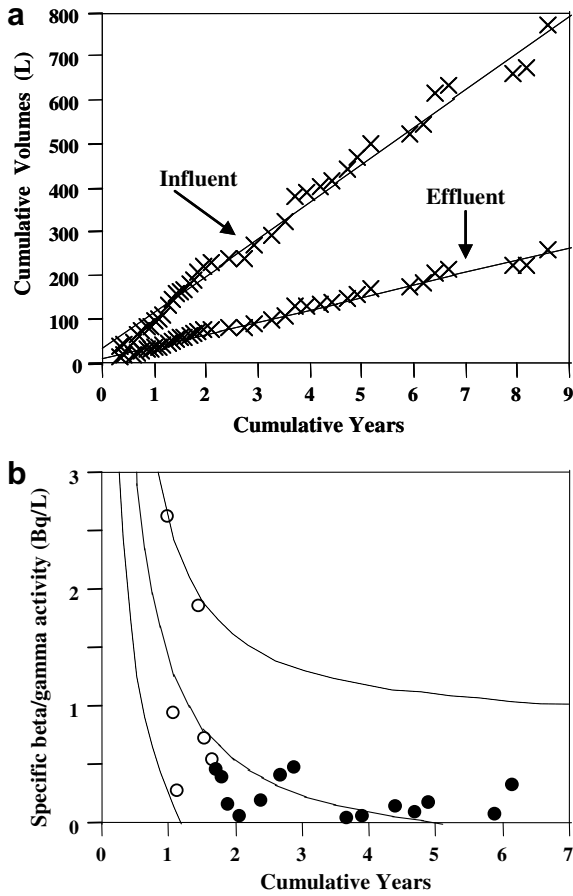 a
800
700
600
500
400
300
200
100
0
Cumulative Volumes (L)
Influent
Effluent
0 1 2 3 4 5 6 7 8 9
Cumulative Years
b
3
2
1
0
Specific beta/gamma activity (Bq/L)
0 1 2 3 4 5 6 7
Cumulative Years